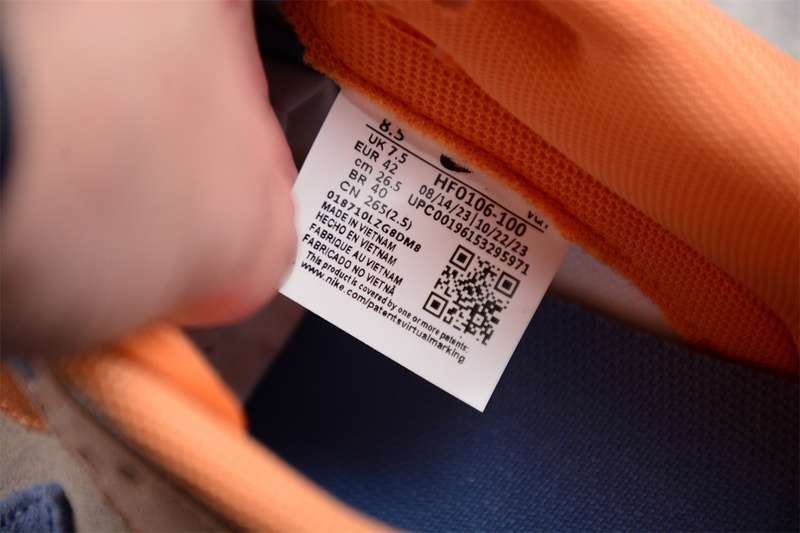 8.5
UK 7.5
EUR 42
cm 26.5
BR 40
CN 265(2.5)
HF0106-100
08/14/23|10/22/23
UPC00196153295971
018710LZG8DM8
MADE IN VIETNAM
HECHO EN VIETNAM
FABRIQUE AU VIETNAM
FABRICADO NO VIETNÃ
This product is covered by one or more patents:
www.nike.com/patentsvirtualmarking